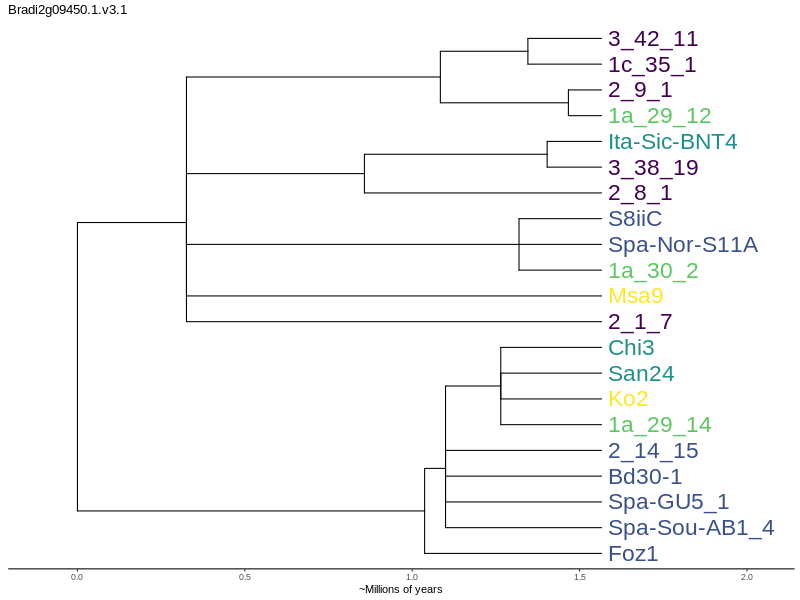 Bradi2g09450.1.v3.1
3_42_11
1c_35_1
2_9_1
1a_29_12
Ita-Sic-BNT4
3_38_19
2_8_1
S8iiC
Spa-Nor-S11A
1a_30_2
Msa9
2_1_7
Chi3
San24
Ko2
1a_29_14
2_14_15
Bd30-1
Spa-GU5_1
Spa-Sou-AB1_4
Foz1
0.0 0.5 1.0 1.5 2.0
~Millions of years